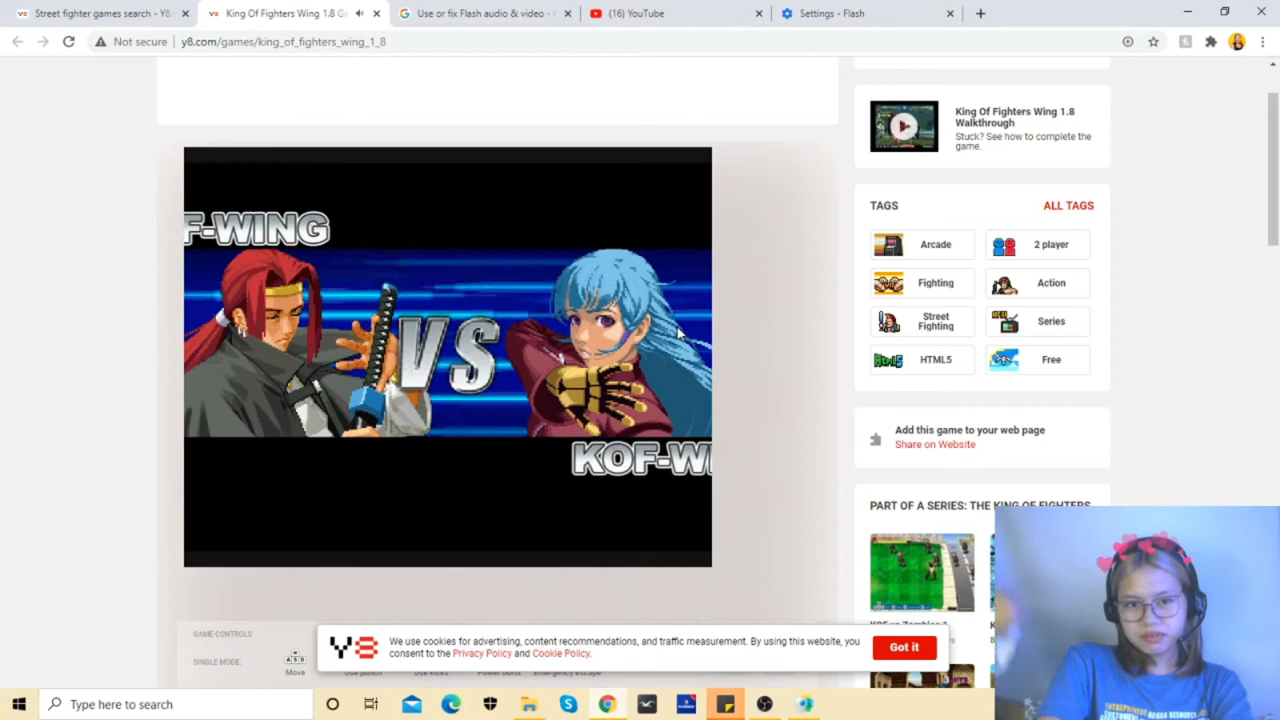 Street fighter games search - Y8.
King Of Fighters Wing 1.8 Ga
Use or fix Flash audio & video - G
(16) YouTube
Settings - Flash
Not secure
y8.com/games/king_of_fighters_wing_1_8
F-WING
VS
KOF-WI
King Of Fighters Wing 1.8
Walkthrough
Stuck? See how to complete the
game.
TAGS
ALL TAGS
Arcade
2 player
Fighting
Action
Street
Fighting
Series
HTML5
Free
Add this game to your web page
Share on Website
PART OF A SERIES: THE KING OF FIGHTERS
GAME CONTROLS
SINGLE MODE:
Move
Y8
We use cookies for advertising, content recommendations, and traffic measurement. By using this website, you
consent to the Privacy Policy and Cookie Policy.
Got it
ENTREPRENEUR
Type here to search